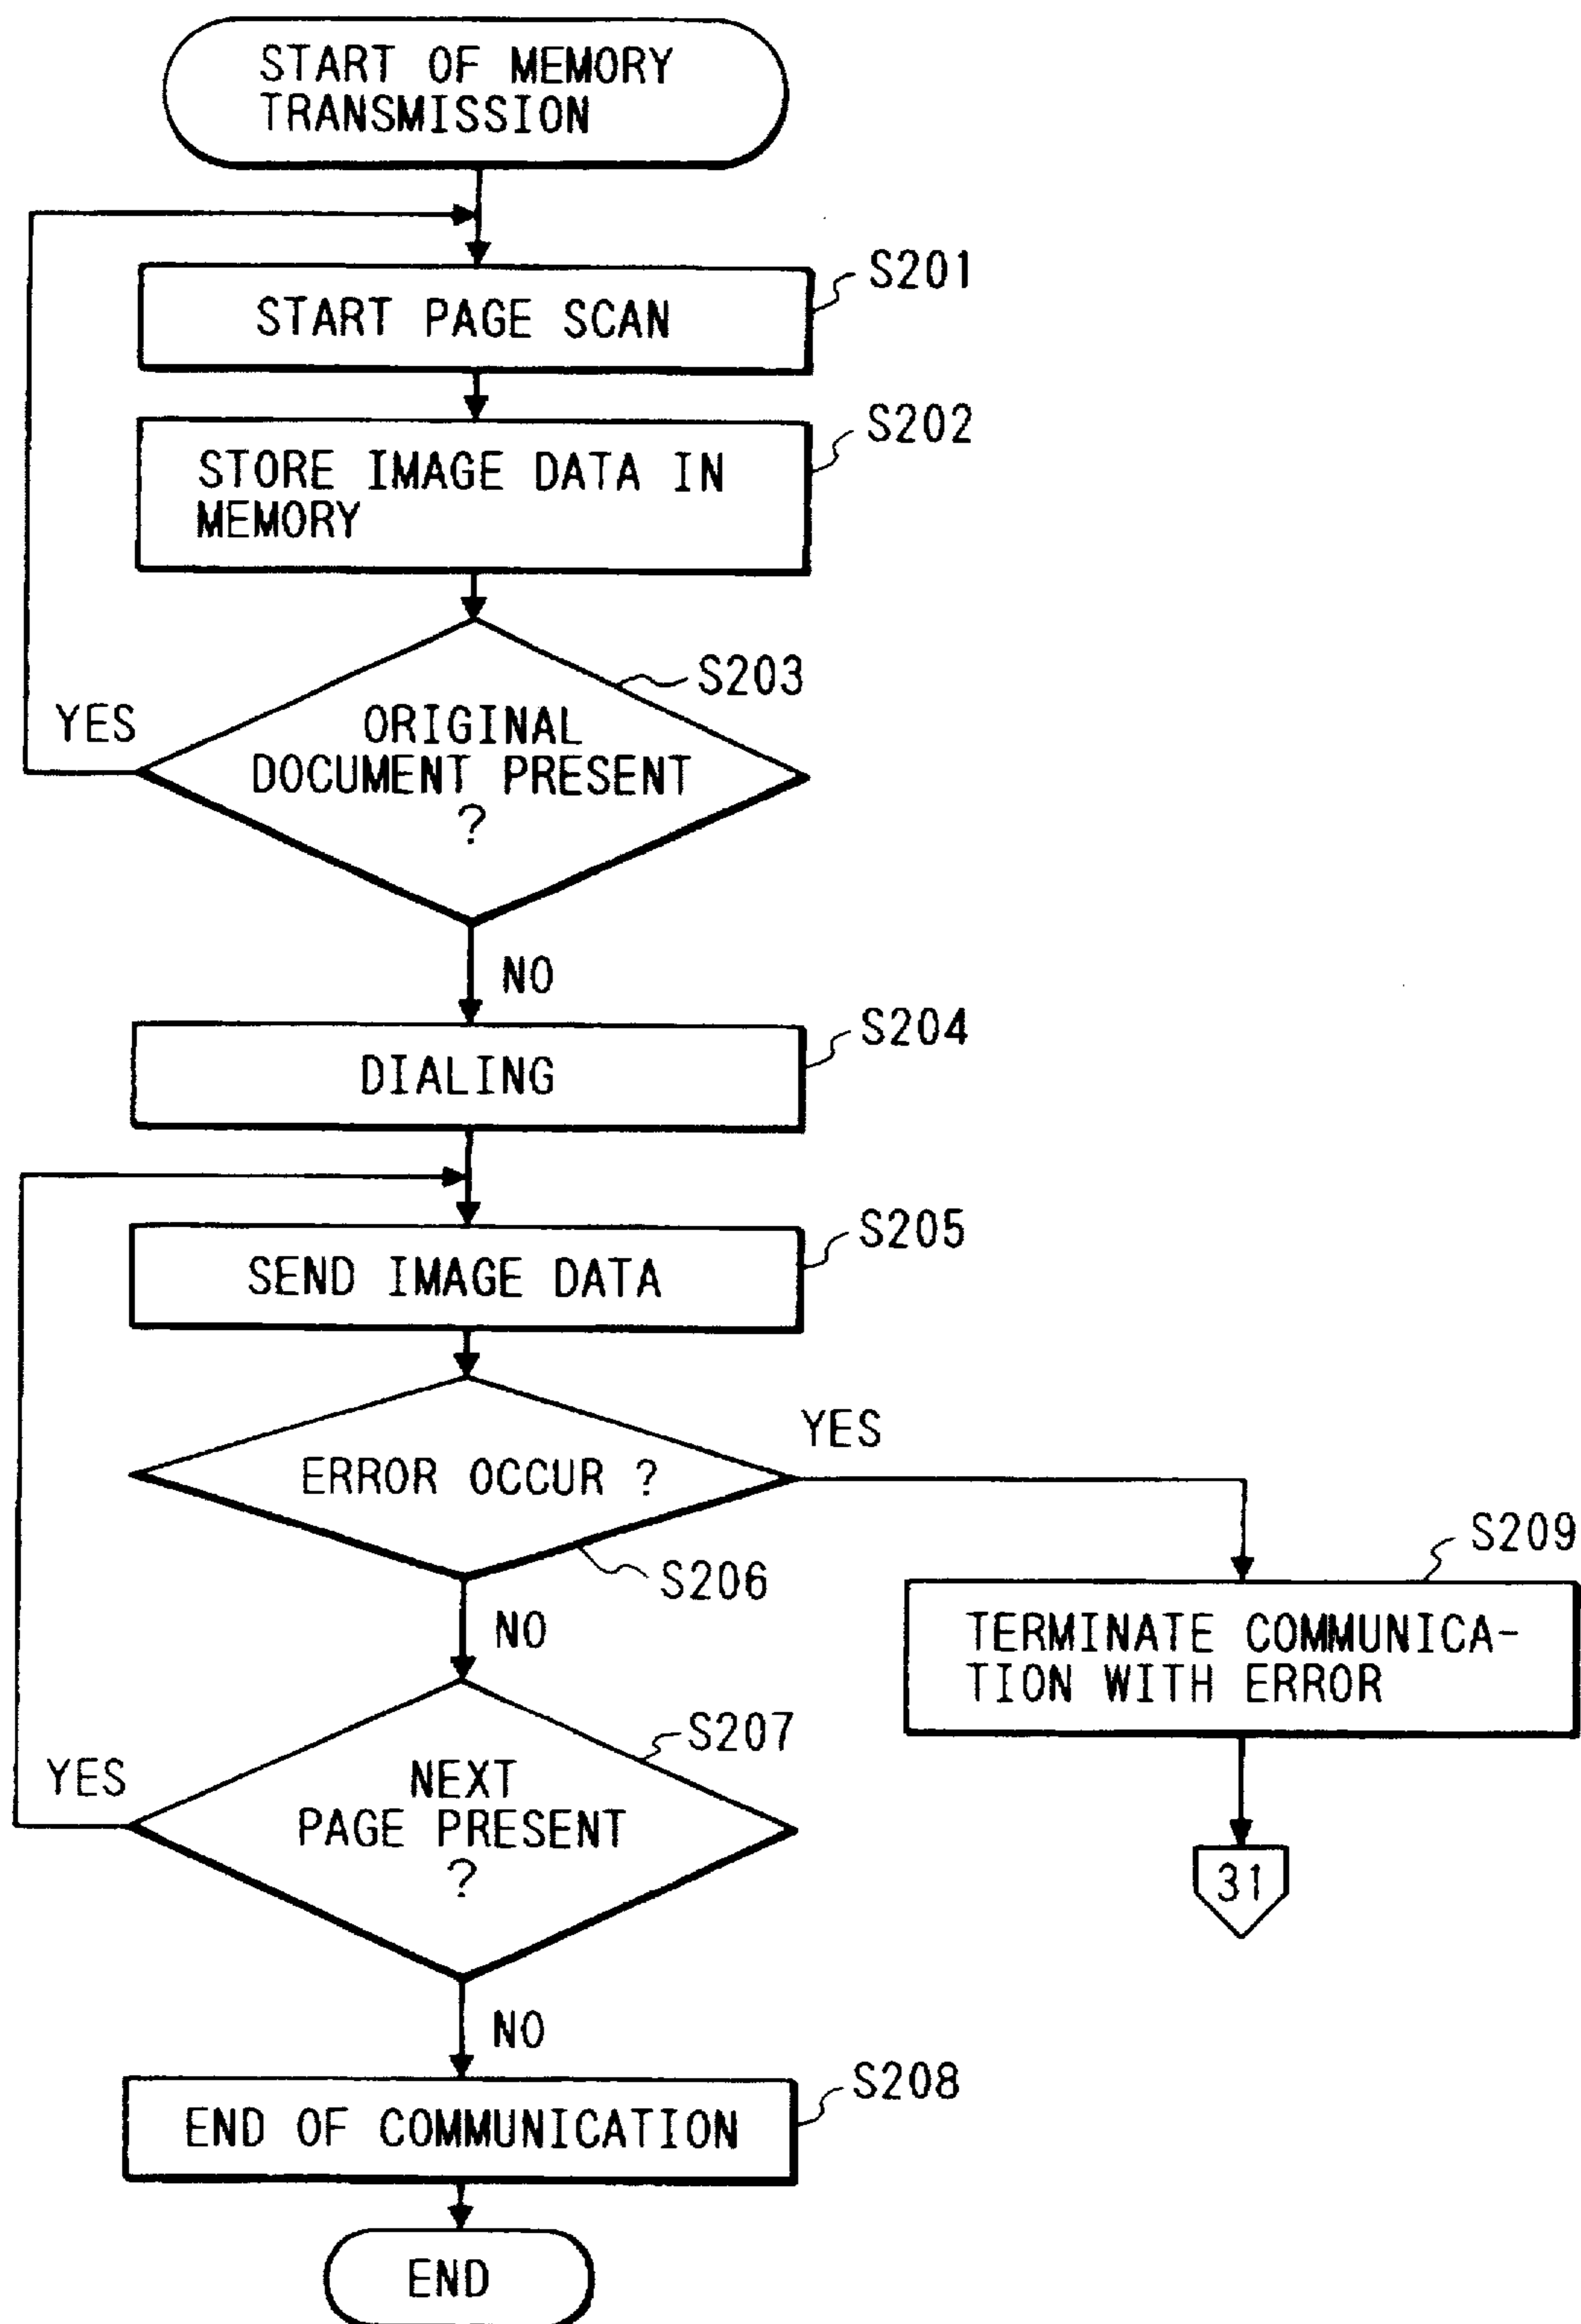 START OF MEMORY
TRANSMISSION
S201
START PAGE SCAN
S202
STORE IMAGE DATA IN
MEMORY
S203
YES
ORIGINAL
DOCUMENT PRESENT
?
NO
S204
DIALING
S205
SEND IMAGE DATA
YES
ERROR OCCUR ?
S206
NO
S209
TERMINATE COMMUNICA-
TION WITH ERROR
31
S207
YES
NEXT
PAGE PRESENT
?
NO
S208
END OF COMMUNICATION
END